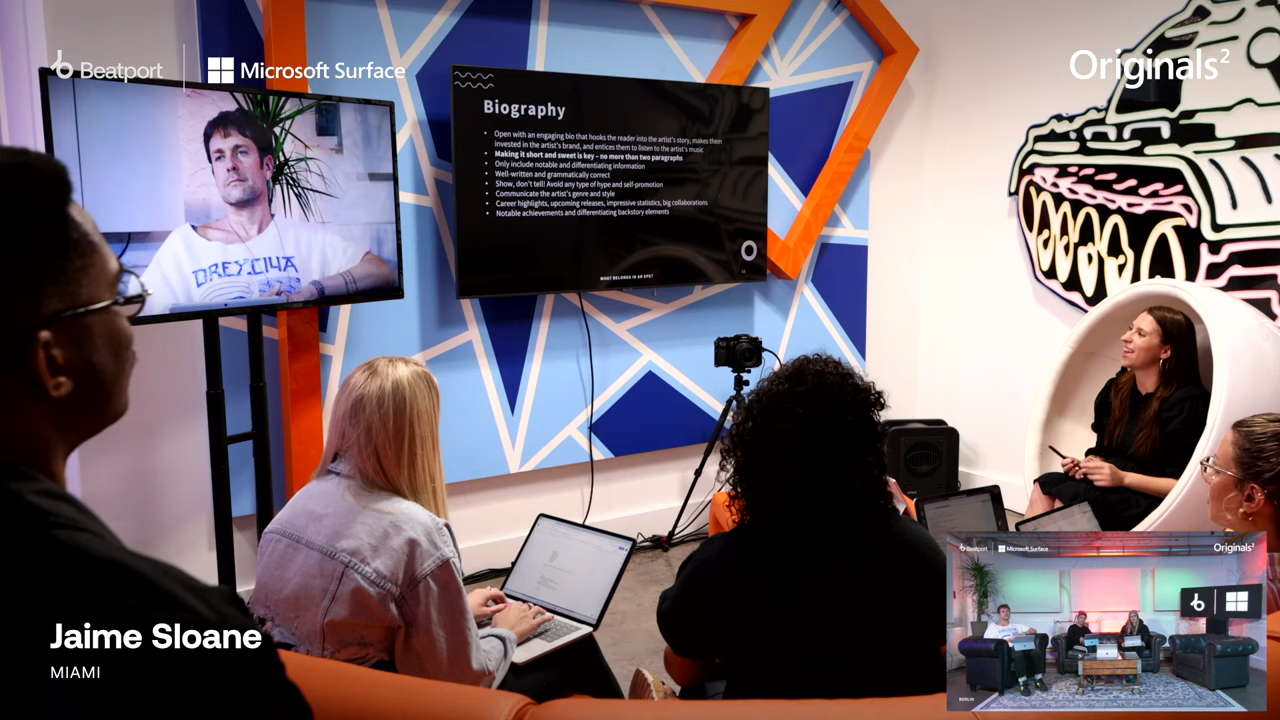 Beatport
Microsoft Surface
Originals²
Biography
• Open with an engaging bio that hooks the reader into the artist's story, makes them
invested in the artist's brand, and entices them to listen to the artist's music
• Making it short and sweet is key – no more than two paragraphs
• Only include notable and differentiating information
• Well-written and grammatically correct
• Show, don't tell! Avoid any type of hype and self-promotion
• Communicate the artist's genre and style
• Career highlights, upcoming releases, impressive statistics, big collaborations
• Notable achievements and differentiating backstory elements
WHAT BELONGS IN AN EPK?
DREXCIYA
Jaime Sloane
MIAMI
Beatport
Microsoft Surface
Originals²
BERLIN